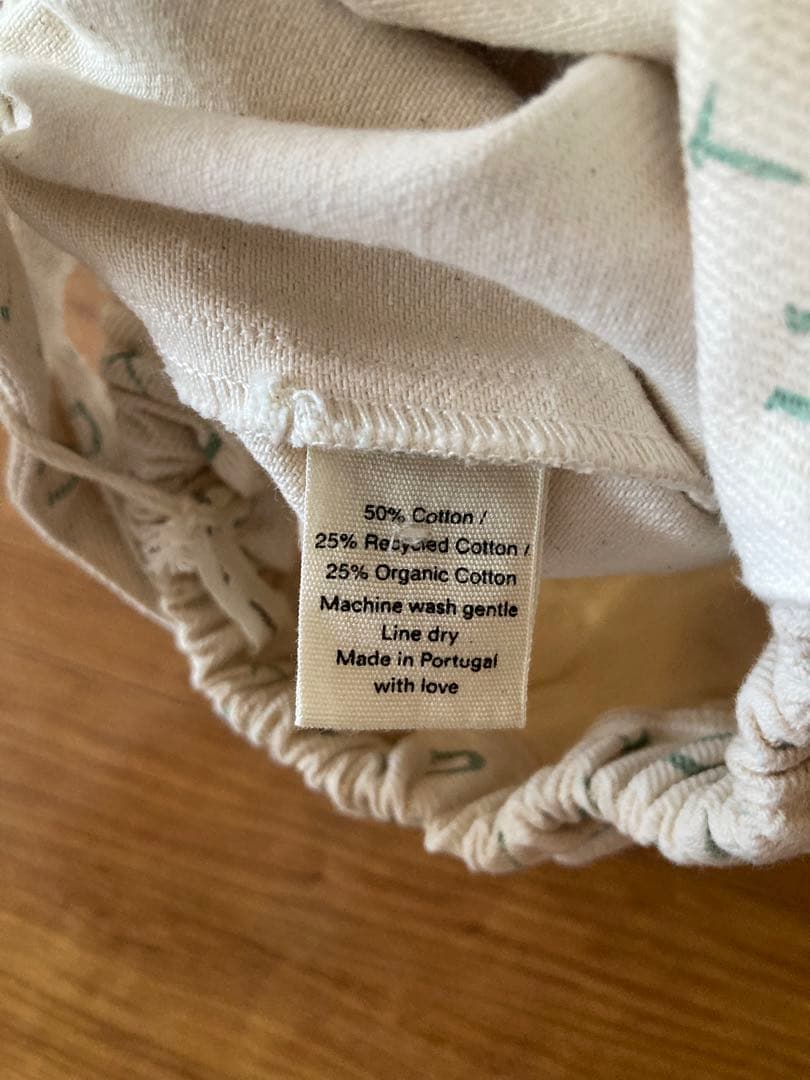 50% Cotton /
25% Recycled Cotton /
25% Organic Cotton
Machine wash gentle
Line dry
Made in Portugal
with love